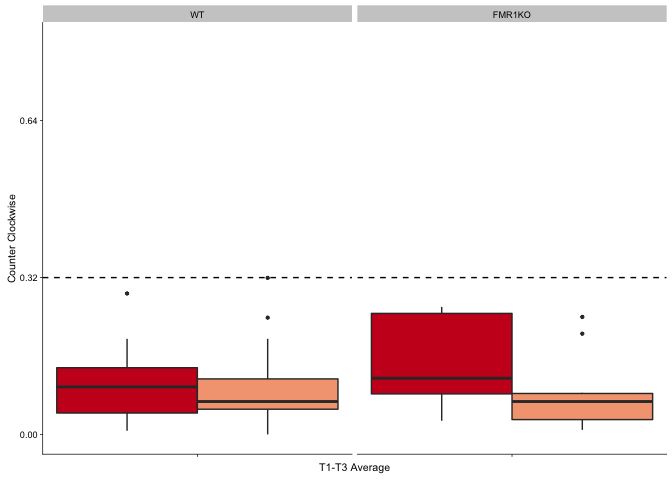 WT
FMR1KO
0.64
Counter Clockwise
0.32
0.00
T1-T3 Average